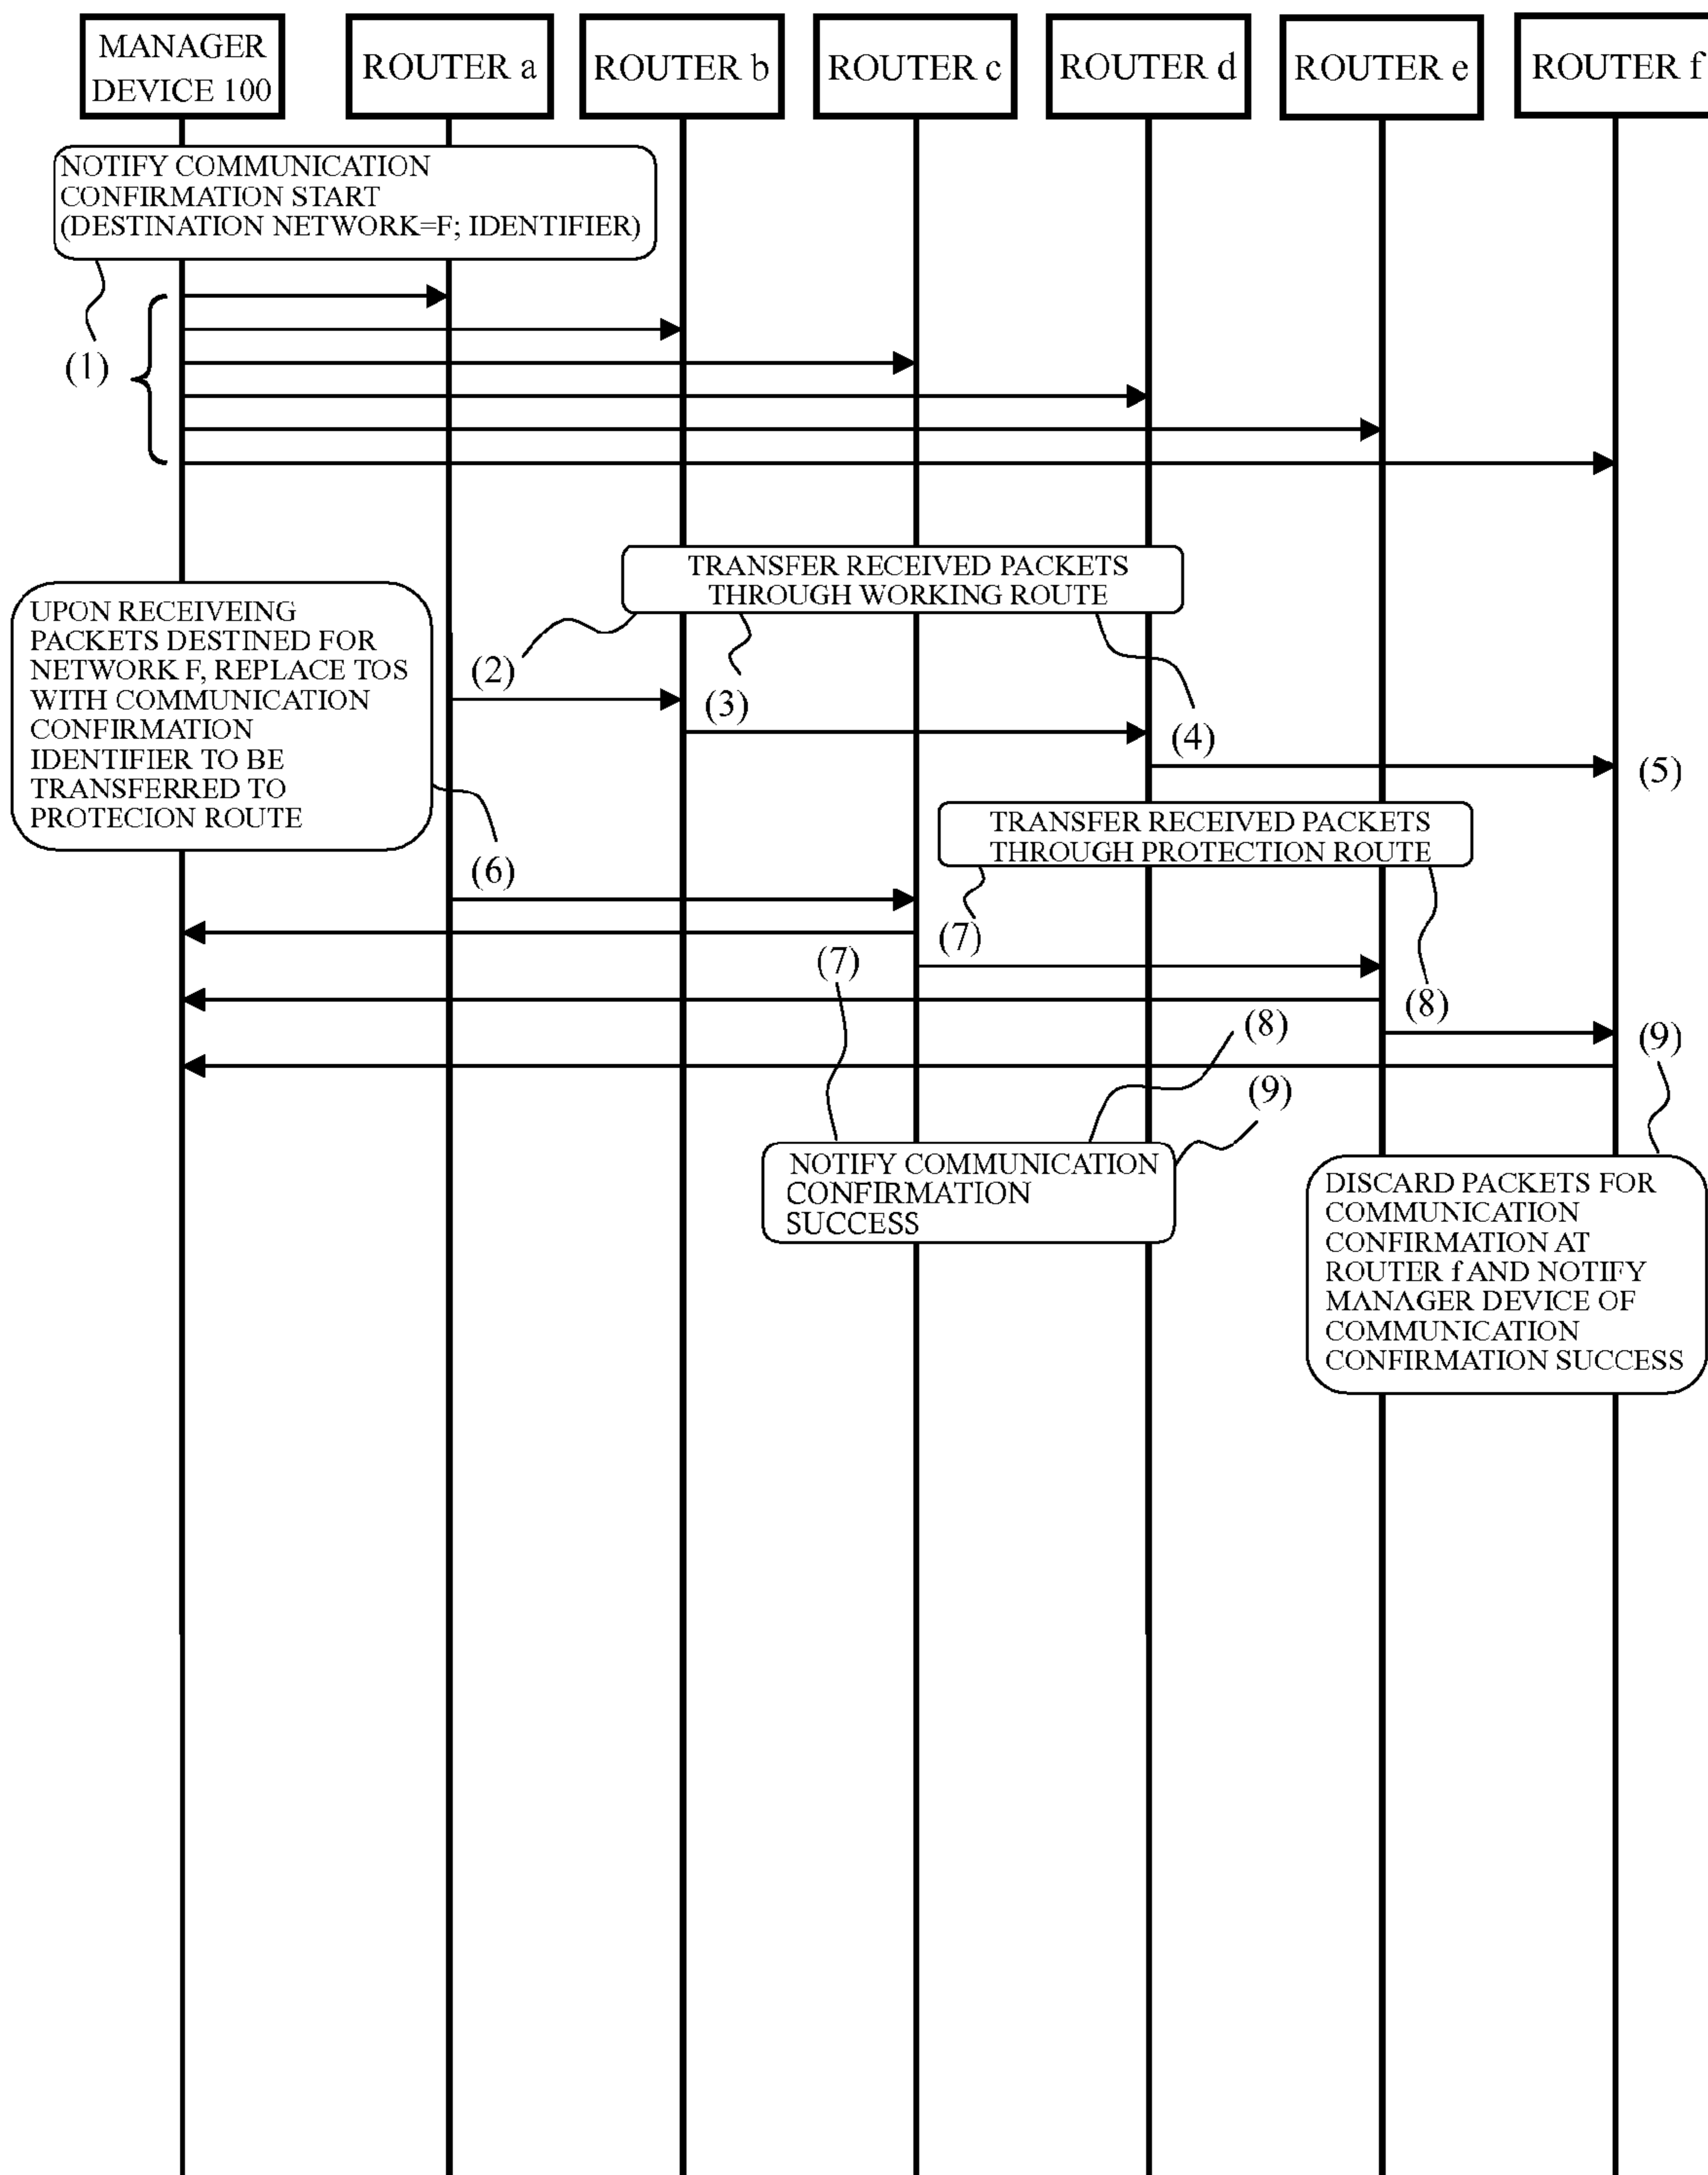 MANAGER
DEVICE 100
ROUTER a
ROUTER b
ROUTER c
ROUTER d
ROUTER e
ROUTER f
NOTIFY COMMUNICATION
CONFIRMATION START
(DESTINATION NETWORK=F; IDENTIFIER)
(1)
TRANSFER RECEIVED PACKETS
THROUGH WORKING ROUTE
UPON RECEIVEING
PACKETS DESTINED FOR
NETWORK F, REPLACE TOS
WITH COMMUNICATION
CONFIRMATION
IDENTIFIER TO BE
TRANSFERRED TO
PROTECION ROUTE
(2)
(3)
(4)
(5)
TRANSFER RECEIVED PACKETS
THROUGH PROTECTION ROUTE
(6)
(7)
(7)
(8)
(8)
(9)
(9)
NOTIFY COMMUNICATION
CONFIRMATION
SUCCESS
DISCARD PACKETS FOR
COMMUNICATION
CONFIRMATION AT
ROUTER f AND NOTIFY
MANAGER DEVICE OF
COMMUNICATION
CONFIRMATION SUCCESS